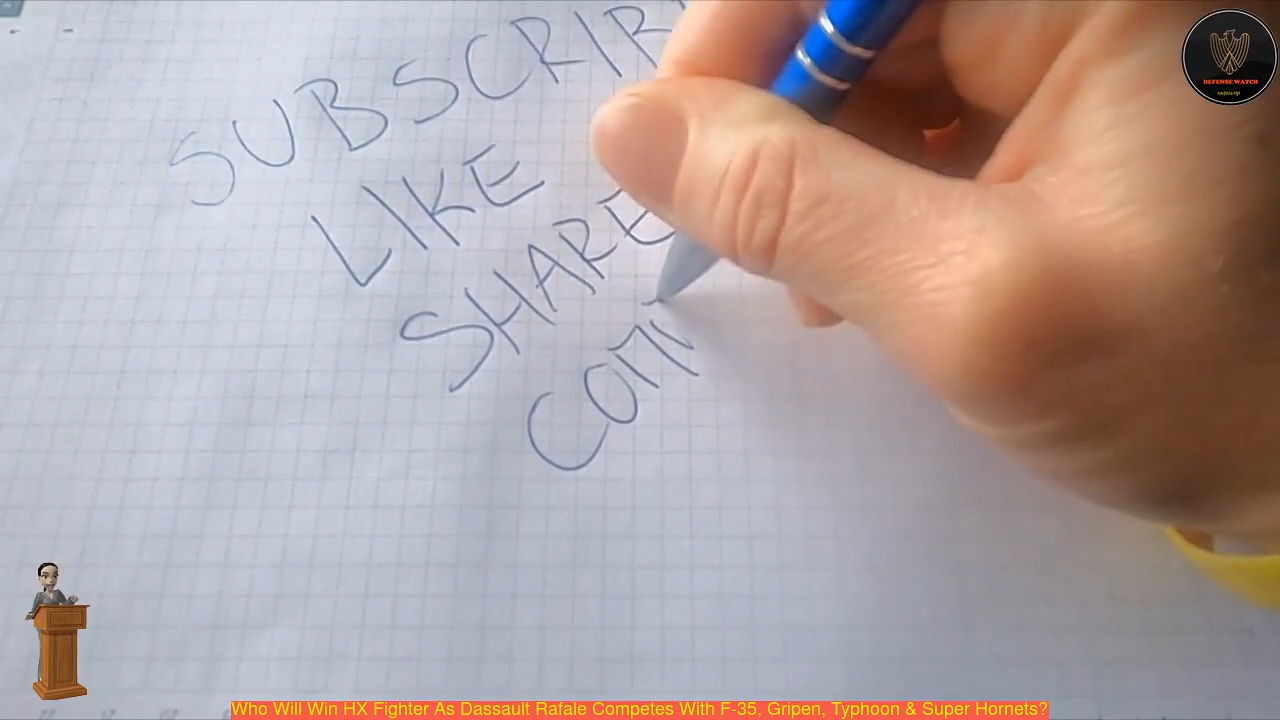 SUBSCRIB
LIKE
SHARE
COM
DEFENSE WATCH
Who Will Win HX Fighter As Dassault Rafale Competes With F-35, Gripen, Typhoon & Super Hornets?